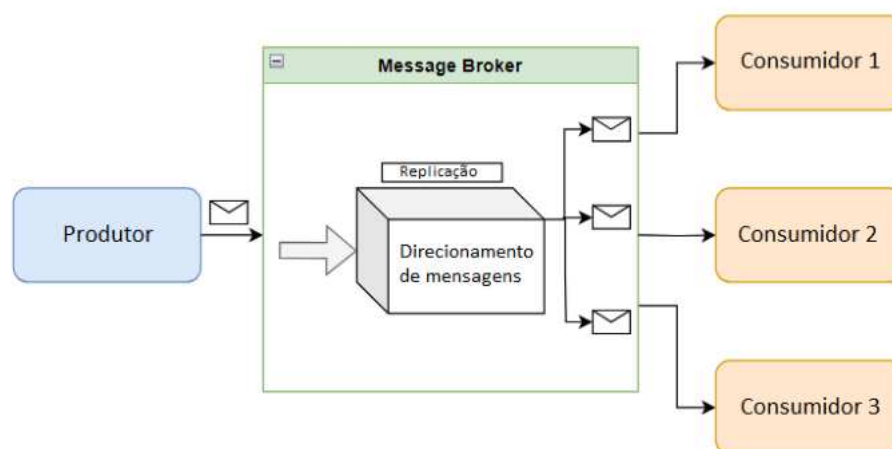 Message Broker
Produtor
Replicação
Direcionamento
de mensagens
Consumidor 1
Consumidor 2
Consumidor 3